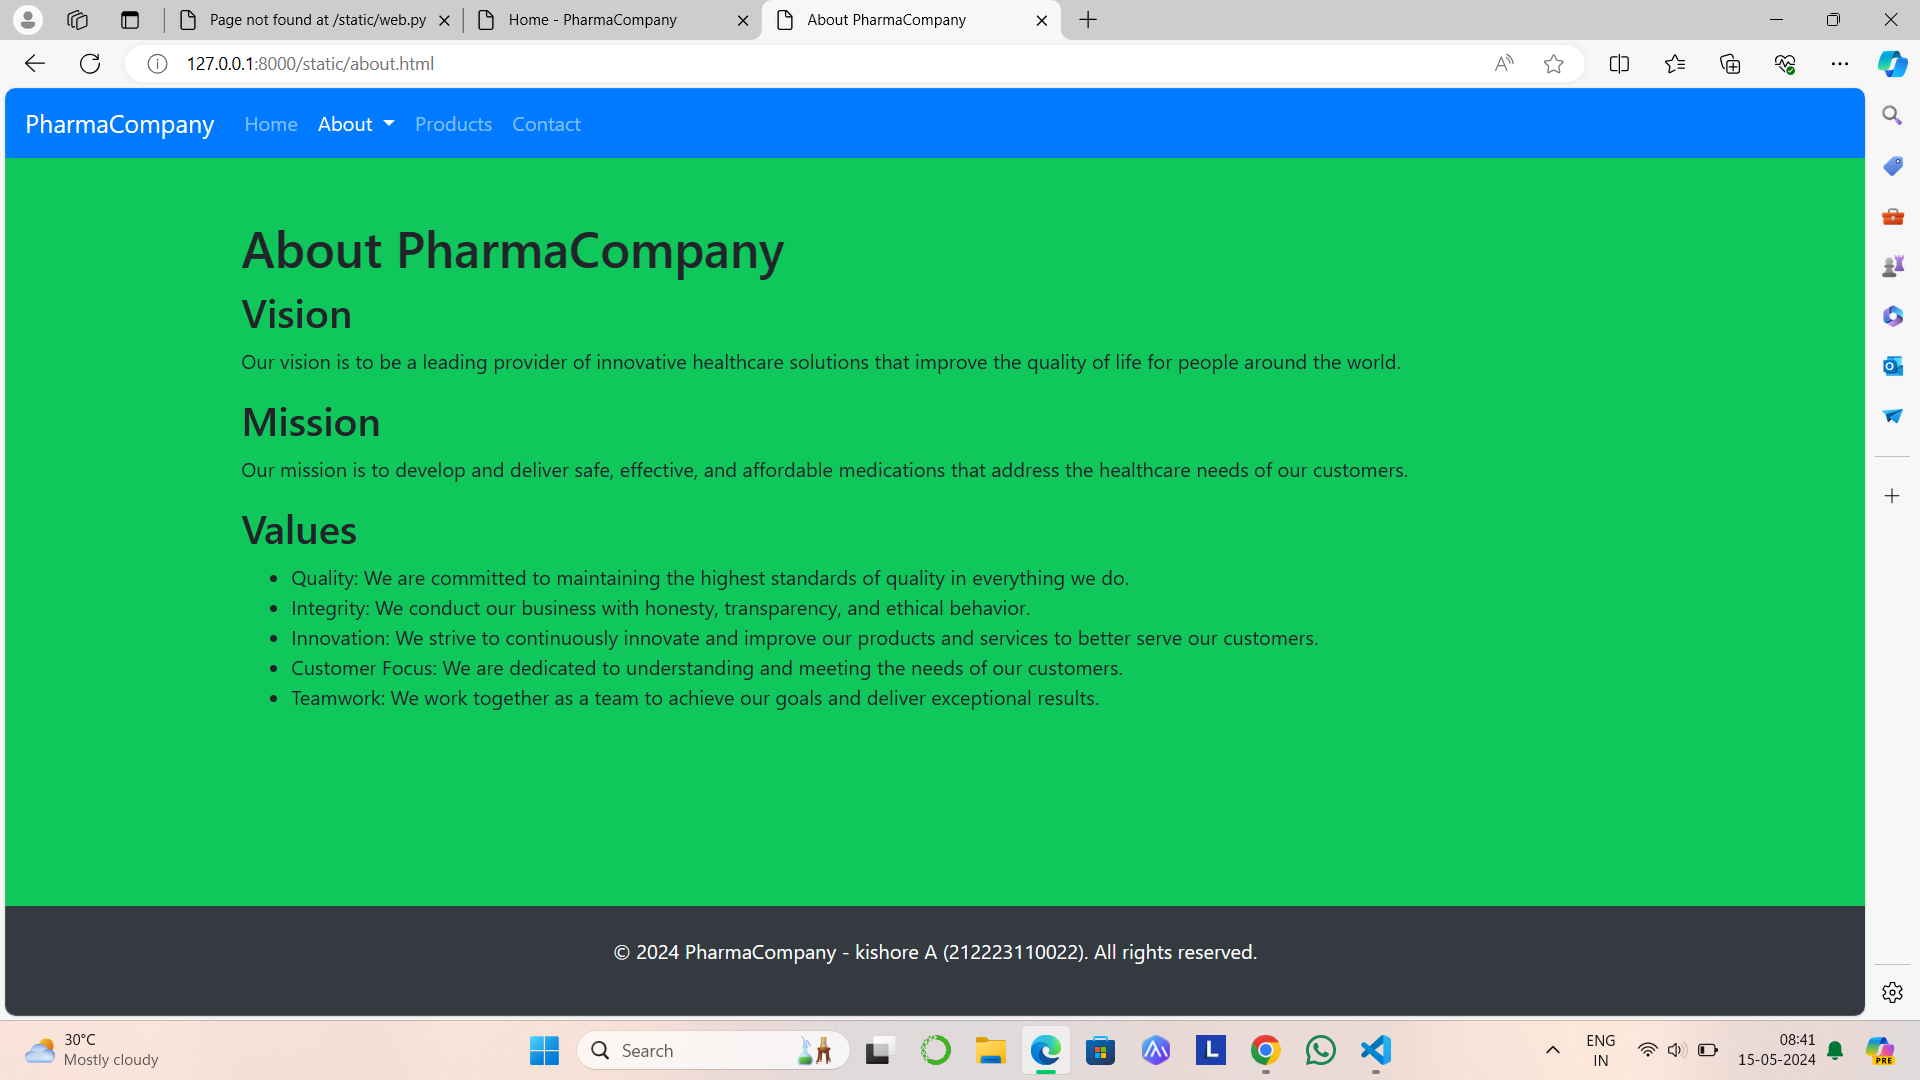 Page not found at /static/web.py
Home - PharmaCompany
About PharmaCompany
127.0.0.1:8000/static/about.html
PharmaCompany
Home
About
Products
Contact
About PharmaCompany
Vision
Our vision is to be a leading provider of innovative healthcare solutions that improve the quality of life for people around the world.
Mission
Our mission is to develop and deliver safe, effective, and affordable medications that address the healthcare needs of our customers.
Values
• Quality: We are committed to maintaining the highest standards of quality in everything we do.
• Integrity: We conduct our business with honesty, transparency, and ethical behavior.
• Innovation: We strive to continuously innovate and improve our products and services to better serve our customers.
• Customer Focus: We are dedicated to understanding and meeting the needs of our customers.
• Teamwork: We work together as a team to achieve our goals and deliver exceptional results.
© 2024 PharmaCompany - kishore A (212223110022). All rights reserved.
30°C
Mostly cloudy
Search
L
ENG
IN
08:41
15-05-2024
PRE